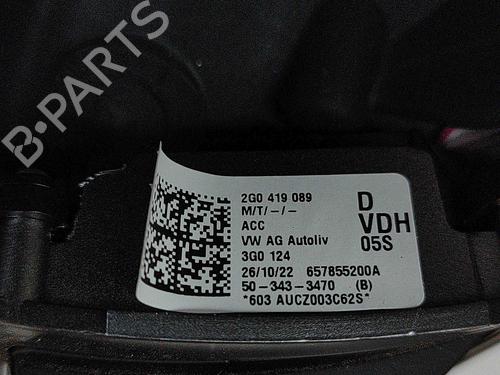 B-PARTS
2G0 419 089 D
M/T/-/- VDH
ACC 05S
VW AG Autoliv
3G0 124
26/10/22 657855200A
50-343-3470 (B)
*603 AUCZ003C62S*